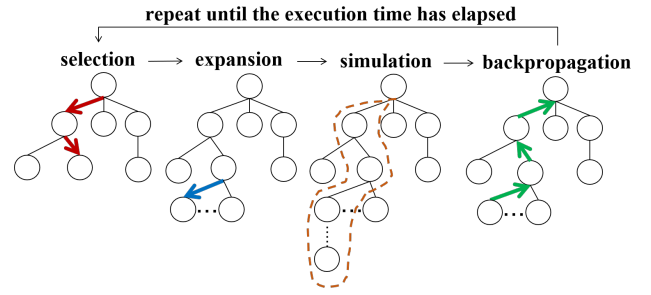 repeat until the execution time has elapsed
selection expansion simulation backpropagation